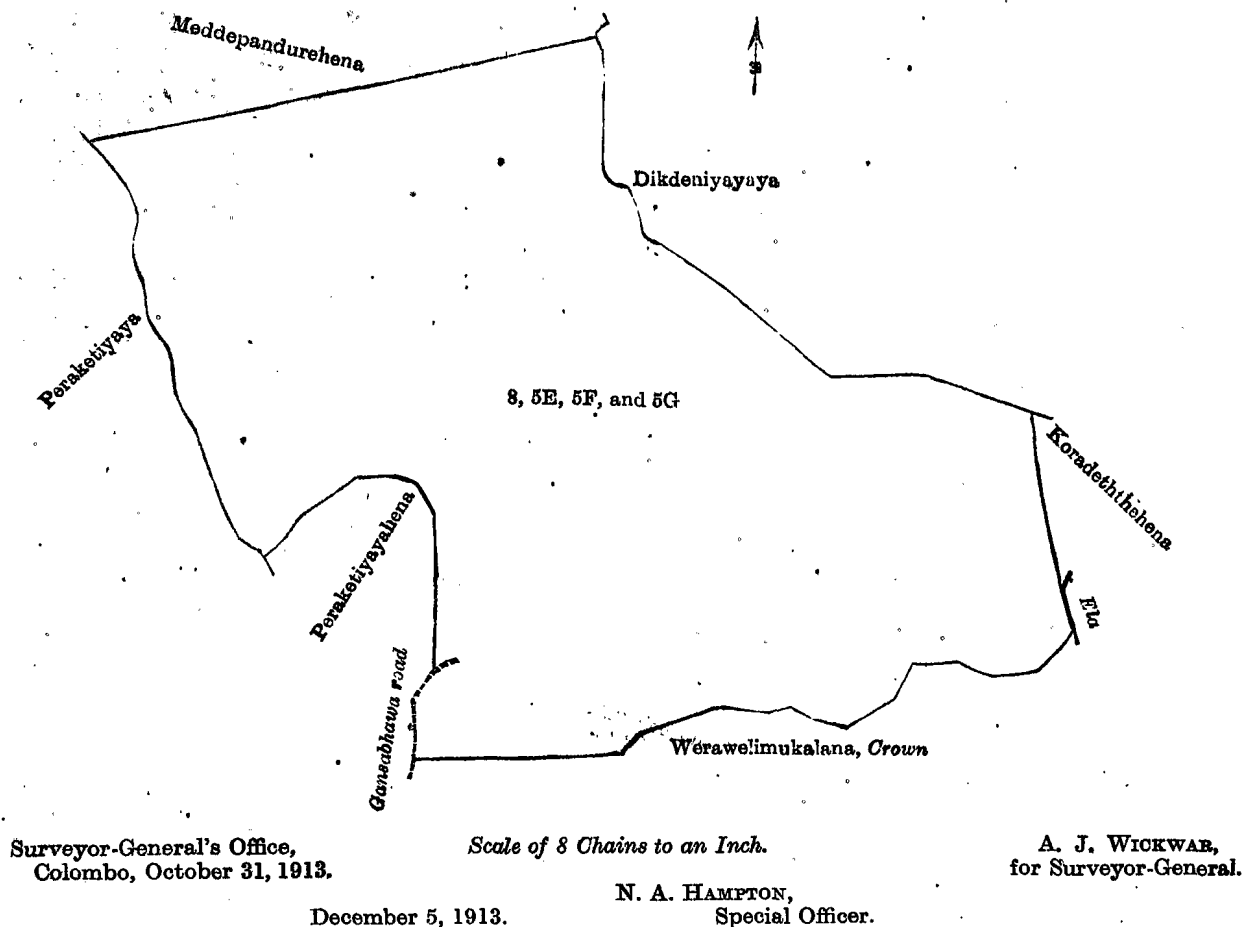 Meddepandurehena
Dikdeniyayaya
Peraketiyaya
8, 5E, 5F, and 5G
Koradeththehena
Peraketiyayahena
Ela
Gansabhawa road
Werawelimukalana, Crown
Surveyor-General's Office,
Colombo, October 31, 1913.
Scale of 8 Chains to an Inch.
A. J. WICKWAR,
for Surveyor-General.
N. A. HAMPTON,
December 5, 1913.
Special Officer.